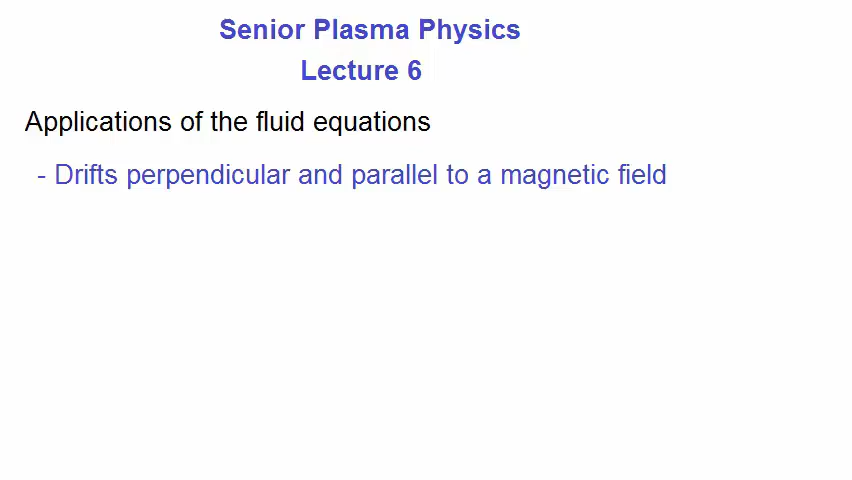 Senior Plasma Physics
Lecture 6
Applications of the fluid equations
- Drifts perpendicular and parallel to a magnetic field